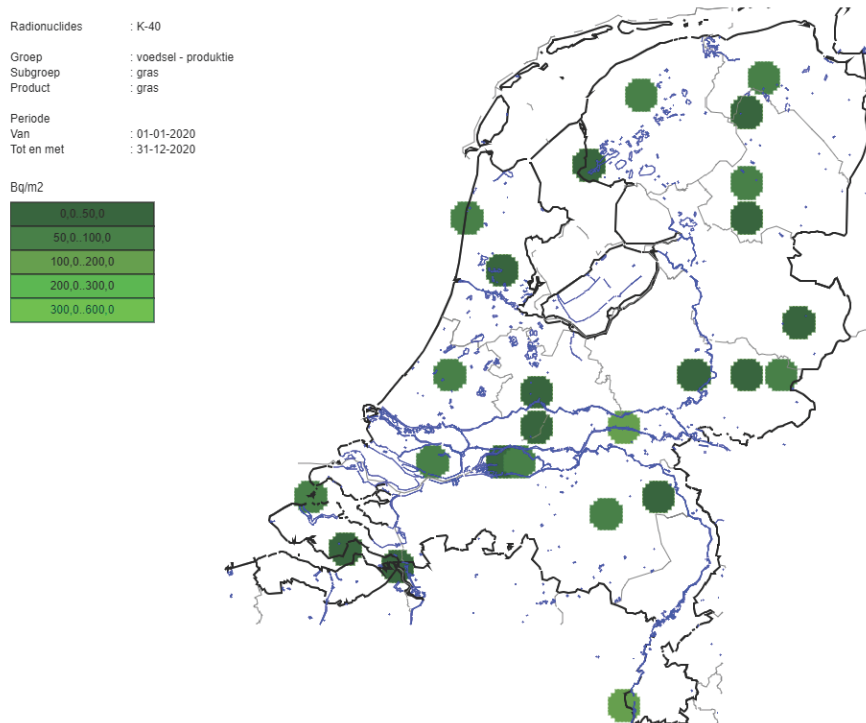 Radionuclides : K-40
Groep : voedsel - produktie
Subgroep : gras
Product : gras
Periode
Van : 01-01-2020
Tot en met : 31-12-2020
Bq/m2
0,0..50,0
50,0..100,0
100,0..200,0
200,0..300,0
300,0..600,0